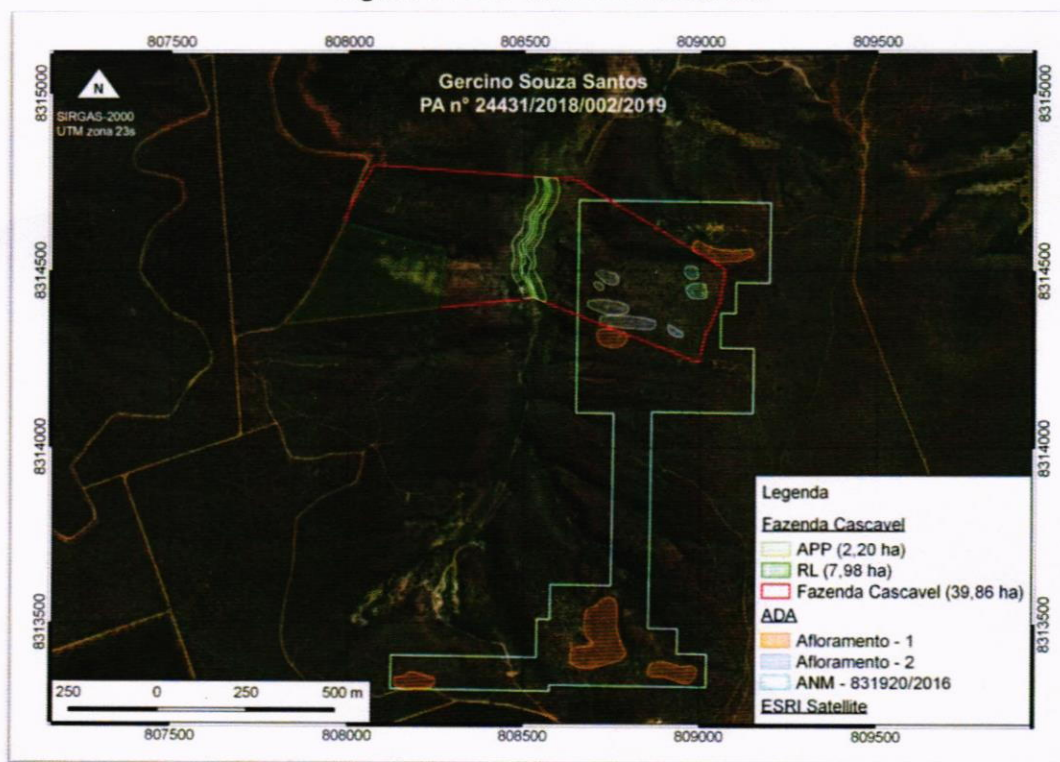 807500 808000 808500 809000 809500
Gercino Souza Santos
PA n° 24431/2018/002/2019
N
SIRGAS-2000
UTM zona 23s
8315000 8315000
8314500 8314500
8314000 8314000
8313500 8313500
Legenda
Fazenda Cascavel
APP (2,20 ha)
RL (7,98 ha)
Fazenda Cascavel (39,86 ha)
ADA
Afloramento - 1
Afloramento - 2
ANM - 831920/2016
ESRI Satellite
250 0 250 500 m
807500 808000 808500 809000 809500